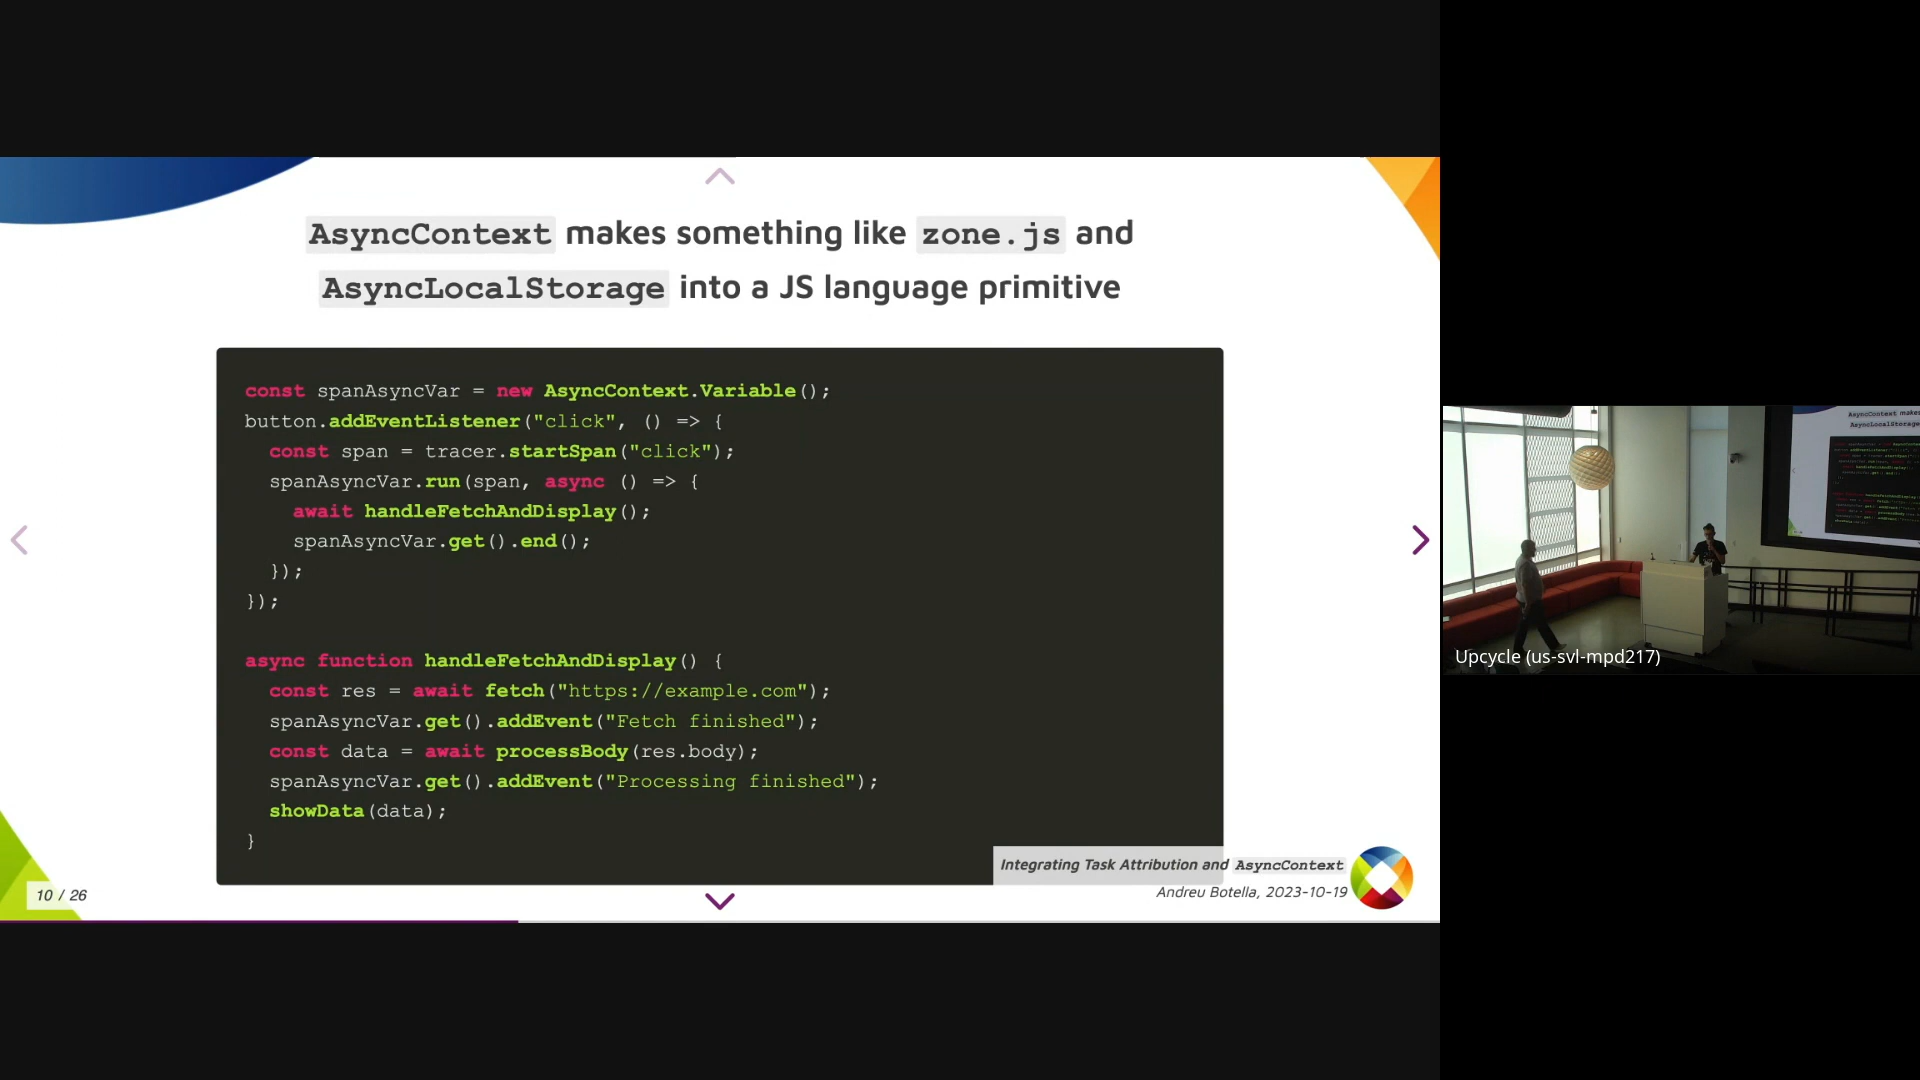 AsyncContext makes something like zone.js and
AsyncLocalStorage into a JS language primitive
const spanAsyncVar = new AsyncContext.Variable();
button.addEventListener("click", () => {
  const span = tracer.startSpan("click");
  spanAsyncVar.run(span, async () => {
    await handleFetchAndDisplay();
    spanAsyncVar.get().end();
  });
});
async function handleFetchAndDisplay() {
  const res = await fetch("https://example.com");
  spanAsyncVar.get().addEvent("Fetch finished");
  const data = await processBody(res.body);
  spanAsyncVar.get().addEvent("Processing finished");
  showData(data);
}
Integrating Task Attribution and AsyncContext
Andreu Botella, 2023-10-19
10 / 26
AsyncContext makes
AsyncLocalStorage
Upcycle (us-svl-mpd217)